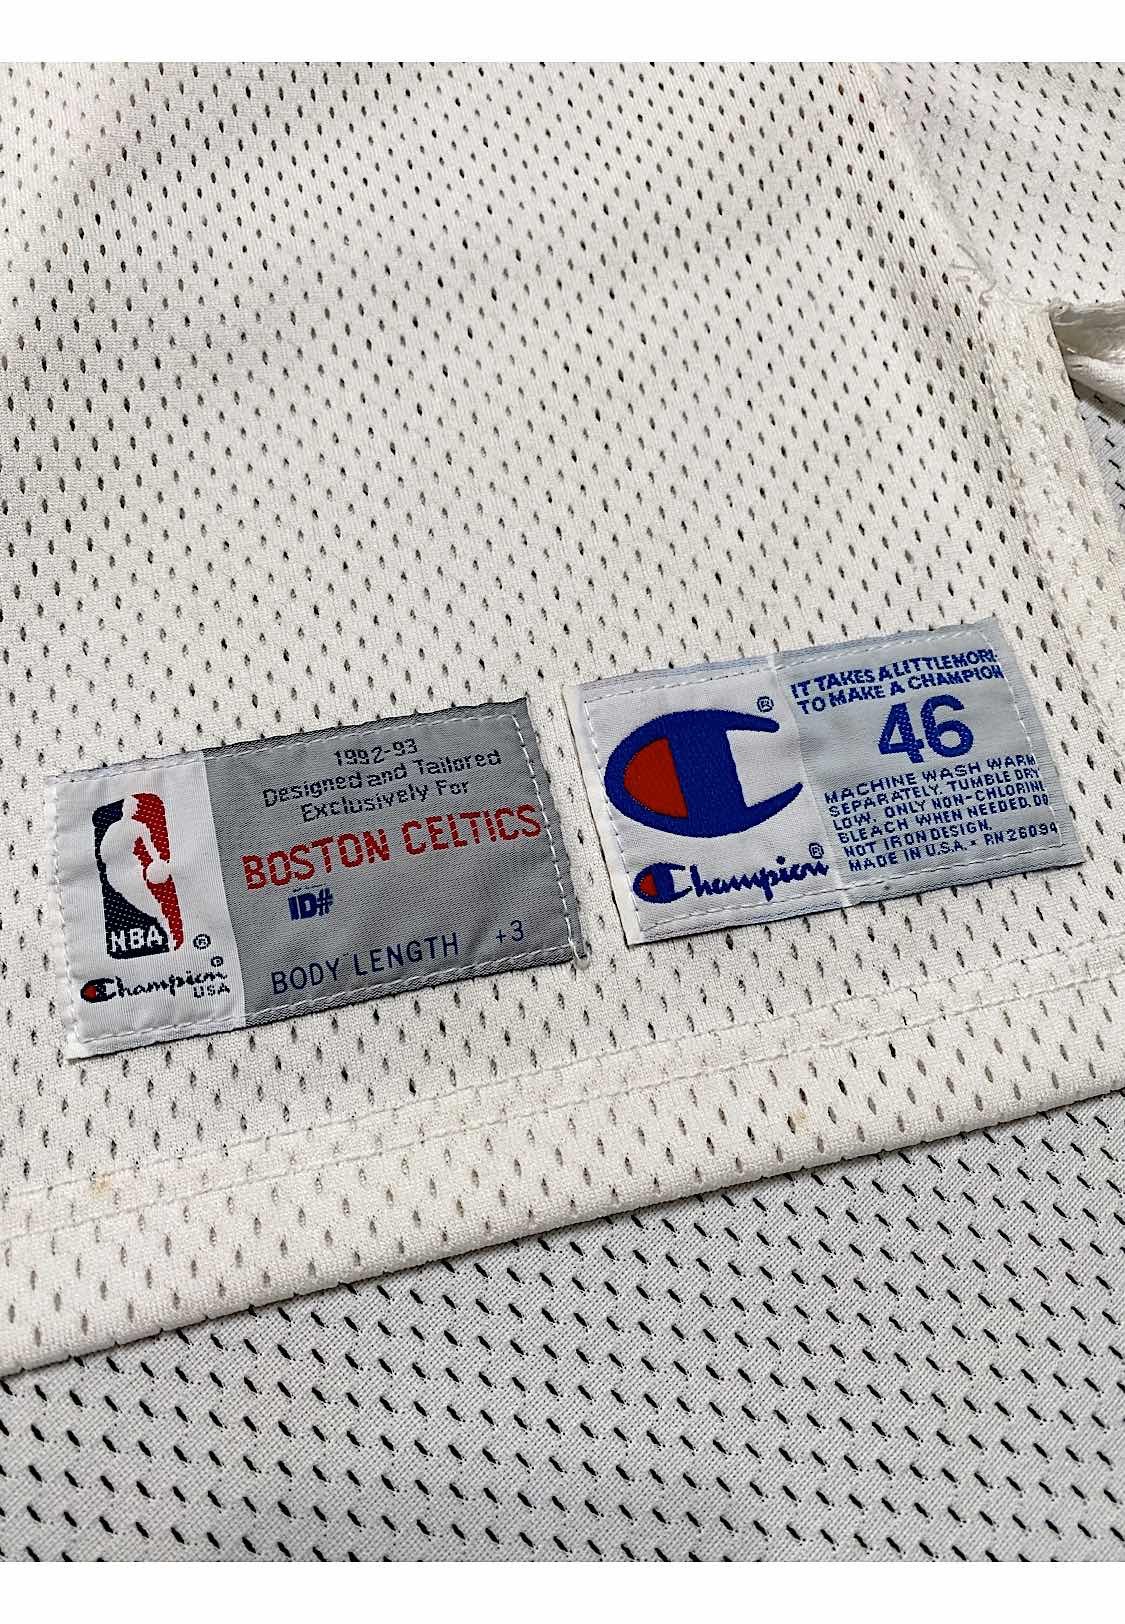 1992-93
Designed and Tailored
Exclusively For
BOSTON CELTICS
ID#
BODY LENGTH +3
NBA ®
Champion ®
USA
IT TAKES A LITTLE MORE
TO MAKE A CHAMPION
46
MACHINE WASH WARM
SEPARATELY. TUMBLE DRY
LOW. ONLY NON-CHLORINE
BLEACH WHEN NEEDED. DO
NOT IRON DESIGN.
MADE IN U.S.A. • RN 26094
®
Champion ®